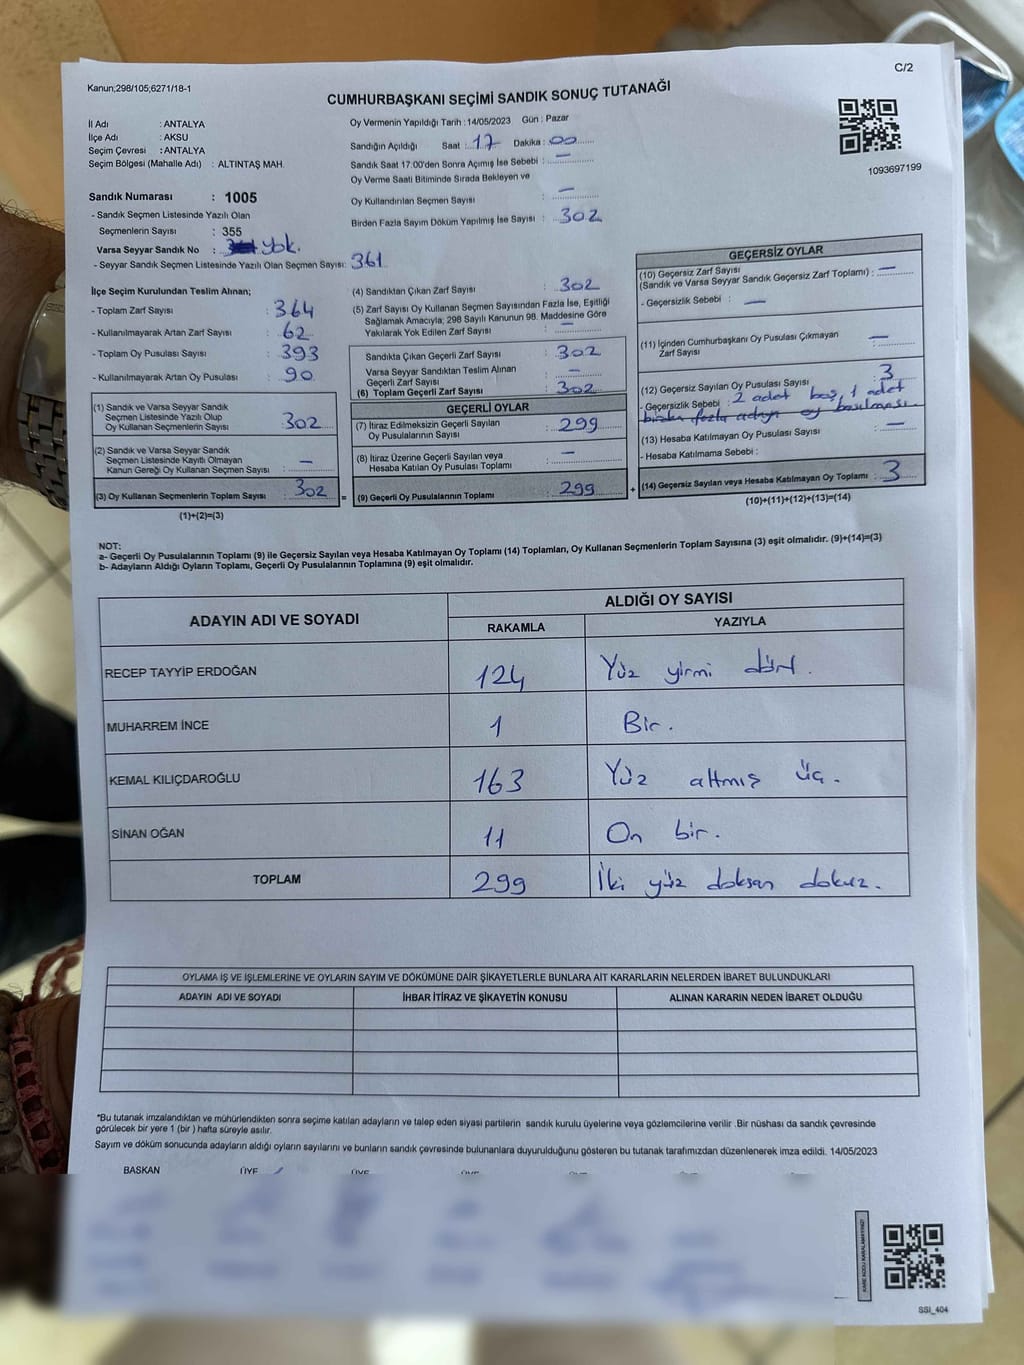 Kanun;298/105;6271/18-1
C/2
CUMHURBAŞKANI SEÇİMİ SANDIK SONUÇ TUTANAĞI
1093697199
İl Adı : ANTALYA
İlçe Adı : AKSU
Seçim Çevresi : ANTALYA
Seçim Bölgesi (Mahalle Adı) : ALTINTAŞ MAH.
Sandık Numarası : 1005
- Sandık Seçmen Listesinde Yazılı Olan
Seçmenlerin Sayısı : 355
Varsa Seyyar Sandık No : Yok.
- Seyyar Sandık Seçmen Listesinde Yazılı Olan Seçmen Sayısı: 361
Oy Vermenin Yapıldığı Tarih :14/05/2023 Gün : Pazar
Sandığın Açıldığı Saat : 17 Dakika : 00
Sandık Saat 17.00'den Sonra Açımış İse Sebebi : —
Oy Verme Saati Bitiminde Sırada Bekleyen ve
Oy Kullandırılan Seçmen Sayısı : —
Birden Fazla Sayım Döküm Yapılmış İse Sayısı : 302
İlçe Seçim Kurulundan Teslim Alınan;
- Toplam Zarf Sayısı : 364
- Kullanılmayarak Artan Zarf Sayısı : 62
- Toplam Oy Pusulası Sayısı : 393
- Kullanılmayarak Artan Oy Pusulası : 90
(1) Sandık ve Varsa Seyyar Sandık
Seçmen Listesinde Yazılı Olup
Oy Kullanan Seçmenlerin Sayısı : 302
(2) Sandık ve Varsa Seyyar Sandık
Seçmen Listesinde Kayıtlı Olmayan
Kanun Gereği Oy Kullanan Seçmen Sayısı : —
(3) Oy Kullanan Seçmenlerin Toplam Sayısı : 302 =
(1)+(2)=(3)
(4) Sandıktan Çıkan Zarf Sayısı : 302
(5) Zarf Sayısı Oy Kullanan Seçmen Sayısından Fazla İse, Eşitliği
Sağlamak Amacıyla; 298 Sayılı Kanunun 98. Maddesine Göre
Yakılarak Yok Edilen Zarf Sayısı : —
Sandıkta Çıkan Geçerli Zarf Sayısı : 302
Varsa Seyyar Sandıktan Teslim Alınan
Geçerli Zarf Sayısı : —
(6) Toplam Geçerli Zarf Sayısı : 302
GEÇERLİ OYLAR
(7) İtiraz Edilmeksizin Geçerli Sayılan
Oy Pusulalarının Sayısı : 299
(8) İtiraz Üzerine Geçerli Sayılan veya
Hesaba Katılan Oy Pusulası Toplamı : —
(9) Geçerli Oy Pusulalarının Toplamı : 299 +
GEÇERSİZ OYLAR
(10) Geçersiz Zarf Sayısı
(Sandık ve Varsa Seyyar Sandık Geçersiz Zarf Toplamı) : —
- Geçersizlik Sebebi : —
(11) İçinden Cumhurbaşkanı Oy Pusulası Çıkmayan
Zarf Sayısı : —
(12) Geçersiz Sayılan Oy Pusulası Sayısı : 3
- Geçersizlik Sebebi : 2 adet boş, 1 adet
birden fazla adaya oy basılması
(13) Hesaba Katılmayan Oy Pusulası Sayısı : —
- Hesaba Katılmama Sebebi :
(14) Geçersiz Sayılan veya Hesaba Katılmayan Oy Toplamı : 3
(10)+(11)+(12)+(13)=(14)
NOT:
a- Geçerli Oy Pusulalarının Toplamı (9) ile Geçersiz Sayılan veya Hesaba Katılmayan Oy Toplamı (14) Toplamları, Oy Kullanan Seçmenlerin Toplam Sayısına (3) eşit olmalıdır. (9)+(14)=(3)
b- Adayların Aldığı Oyların Toplamı, Geçerli Oy Pusulalarının Toplamına (9) eşit olmalıdır.
ADAYIN ADI VE SOYADI ALDIĞI OY SAYISI
RAKAMLA YAZIYLA
RECEP TAYYİP ERDOĞAN 124 Yüz yirmi dört.
MUHARREM İNCE 1 Bir.
KEMAL KILIÇDAROĞLU 163 Yüz altmış üç.
SİNAN OĞAN 11 On bir.
TOPLAM 299 İki yüz doksan dokuz.
OYLAMA İŞ VE İŞLEMLERİNE VE OYLARIN SAYIM VE DÖKÜMÜNE DAİR ŞİKAYETLERLE BUNLARA AİT KARARLARIN NELERDEN İBARET BULUNDUKLARI
ADAYIN ADI VE SOYADI İHBAR İTİRAZ VE ŞİKAYETİN KONUSU ALINAN KARARIN NEDEN İBARET OLDUĞU
*Bu tutanak imzalandıktan ve mühürlendikten sonra seçime katılan adayların ve talep eden siyasi partilerin sandık kurulu üyelerine veya gözlemcilerine verilir .Bir nüshası da sandık çevresinde
görülecek bir yere 1 (bir ) hafta süreyle asılır.
Sayım ve döküm sonucunda adayların aldığı oyların sayılarını ve bunların sandık çevresinde bulunanlara duyurulduğunu gösteren bu tutanak tarafımızdan düzenlenerek imza edildi. 14/05/2023
BAŞKAN ÜYE ÜYE
KARE KODU KARALAMAYINIZ!
SSI_404